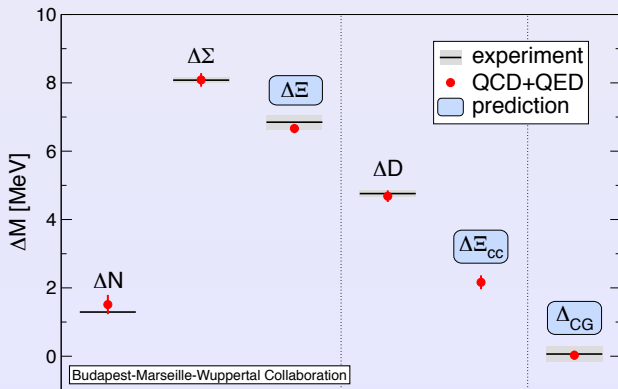 10
8
6
4
2
0
ΔM [MeV]
ΔN
ΔΣ
ΔΞ
ΔD
ΔΞcc
ΔCG
experiment
QCD+QED
prediction
Budapest-Marseille-Wuppertal Collaboration